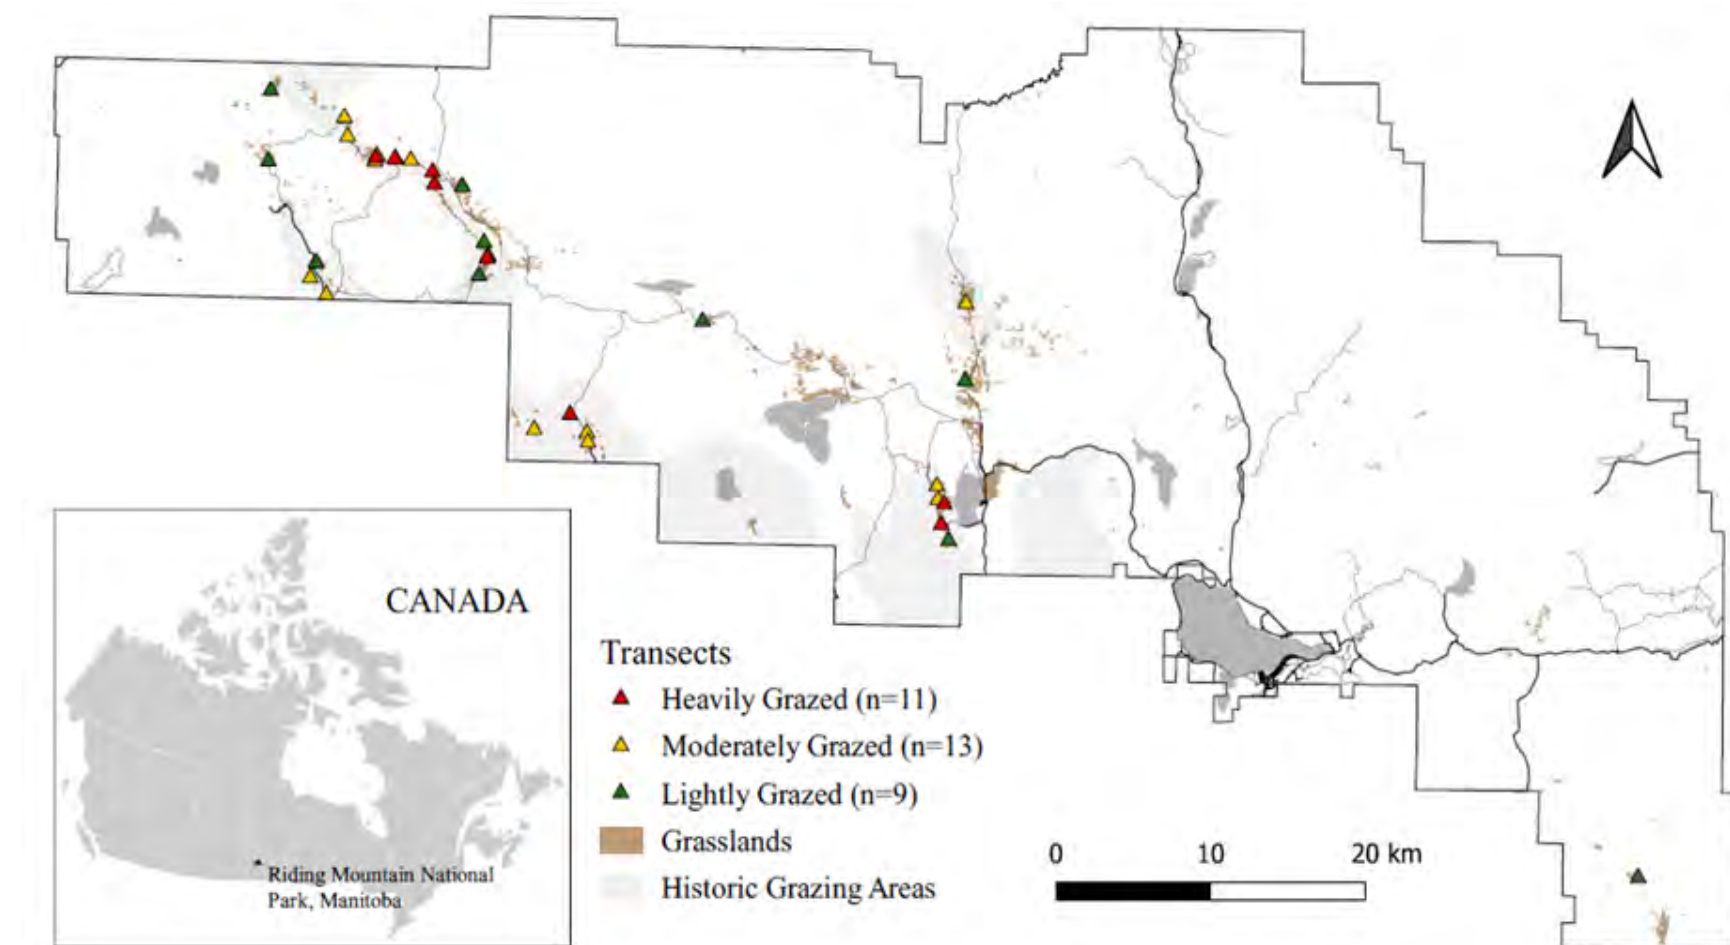 CANADA
Riding Mountain National
Park, Manitoba
Transects
Heavily Grazed (n=11)
Moderately Grazed (n=13)
Lightly Grazed (n=9)
Grasslands
Historic Grazing Areas
0 10 20 km